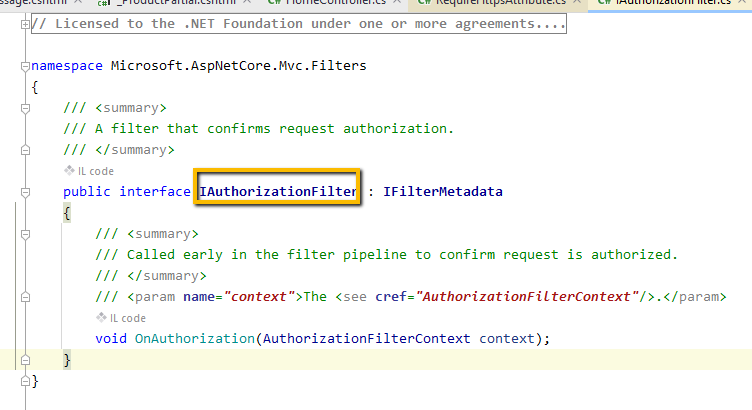 ssage.cshtml _ProductPartial.cshtml C# HomeController.cs C# RequireHttpsAttribute.cs C# IAuthorizationFilter.cs
// Licensed to the .NET Foundation under one or more agreements....
namespace Microsoft.AspNetCore.Mvc.Filters
{
/// <summary>
/// A filter that confirms request authorization.
/// </summary>
IL code
public interface IAuthorizationFilter : IFilterMetadata
{
/// <summary>
/// Called early in the filter pipeline to confirm request is authorized.
/// </summary>
/// <param name="context">The <see cref="AuthorizationFilterContext"/>.</param>
IL code
void OnAuthorization(AuthorizationFilterContext context);
}
}